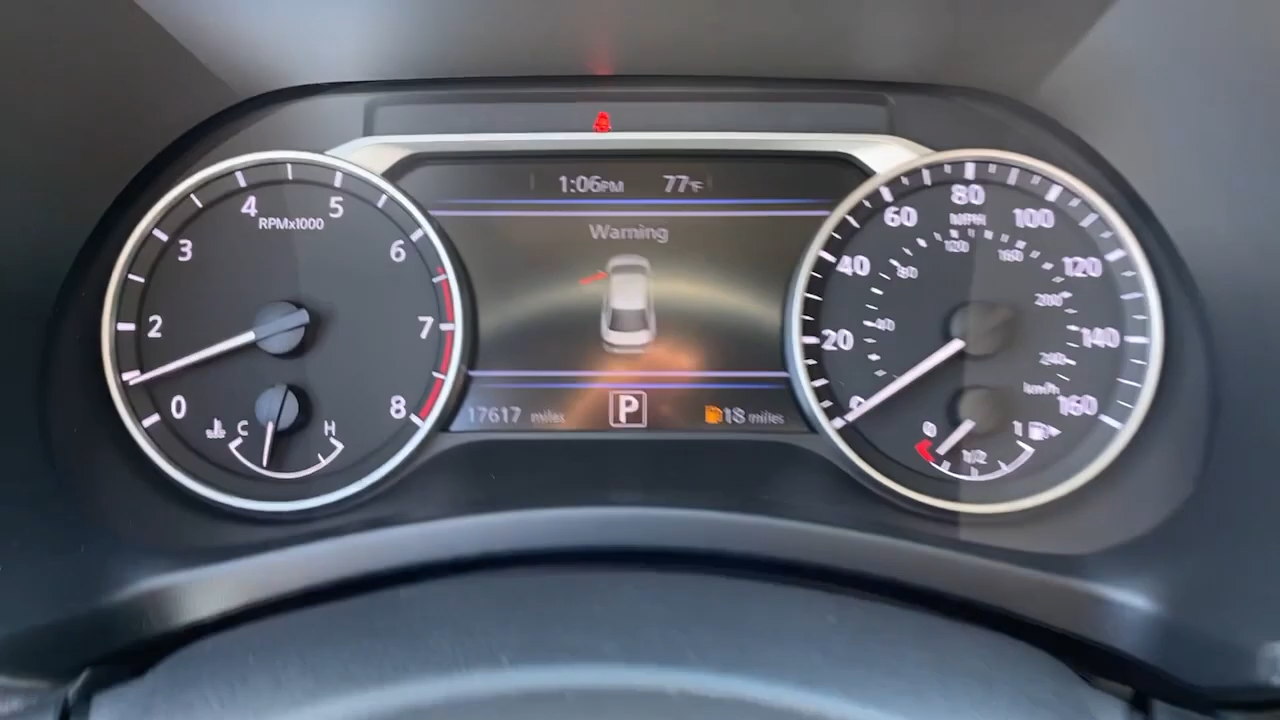 1:06PM 77°F
Warning
17617 miles P 18 miles
RPMx1000
0 2 3 4 5 6 7 8
C H
MPH
0 20 40 60 80 100 120 140 160
40 80 120 160 200 240
km/h
0 1/2 1